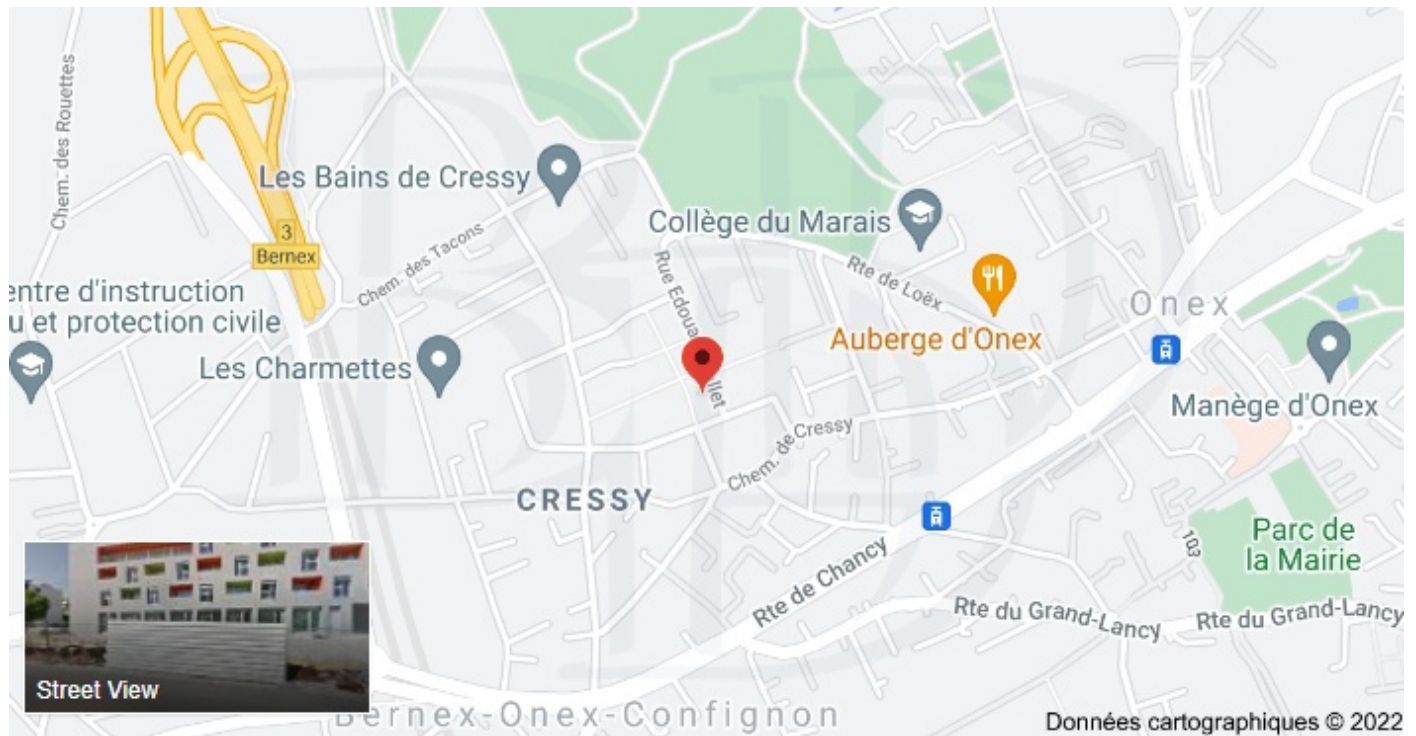 Chem. des Rouettes
Les Bains de Cressy
Collège du Marais
3
Bernex
Chem. des Tacons
Rue Edoua
llet
Rte de Loëx
Onex
entre d'instruction
u et protection civile
Auberge d'Onex
Les Charmettes
Manège d'Onex
Chem. de Cressy
CRESSY
Parc de
la Mairie
103
Rte de Chancy
Rte du Grand-Lancy
Rte du Grand-Lancy
Street View
Bernex-Onex-Confignon
Données cartographiques © 2022